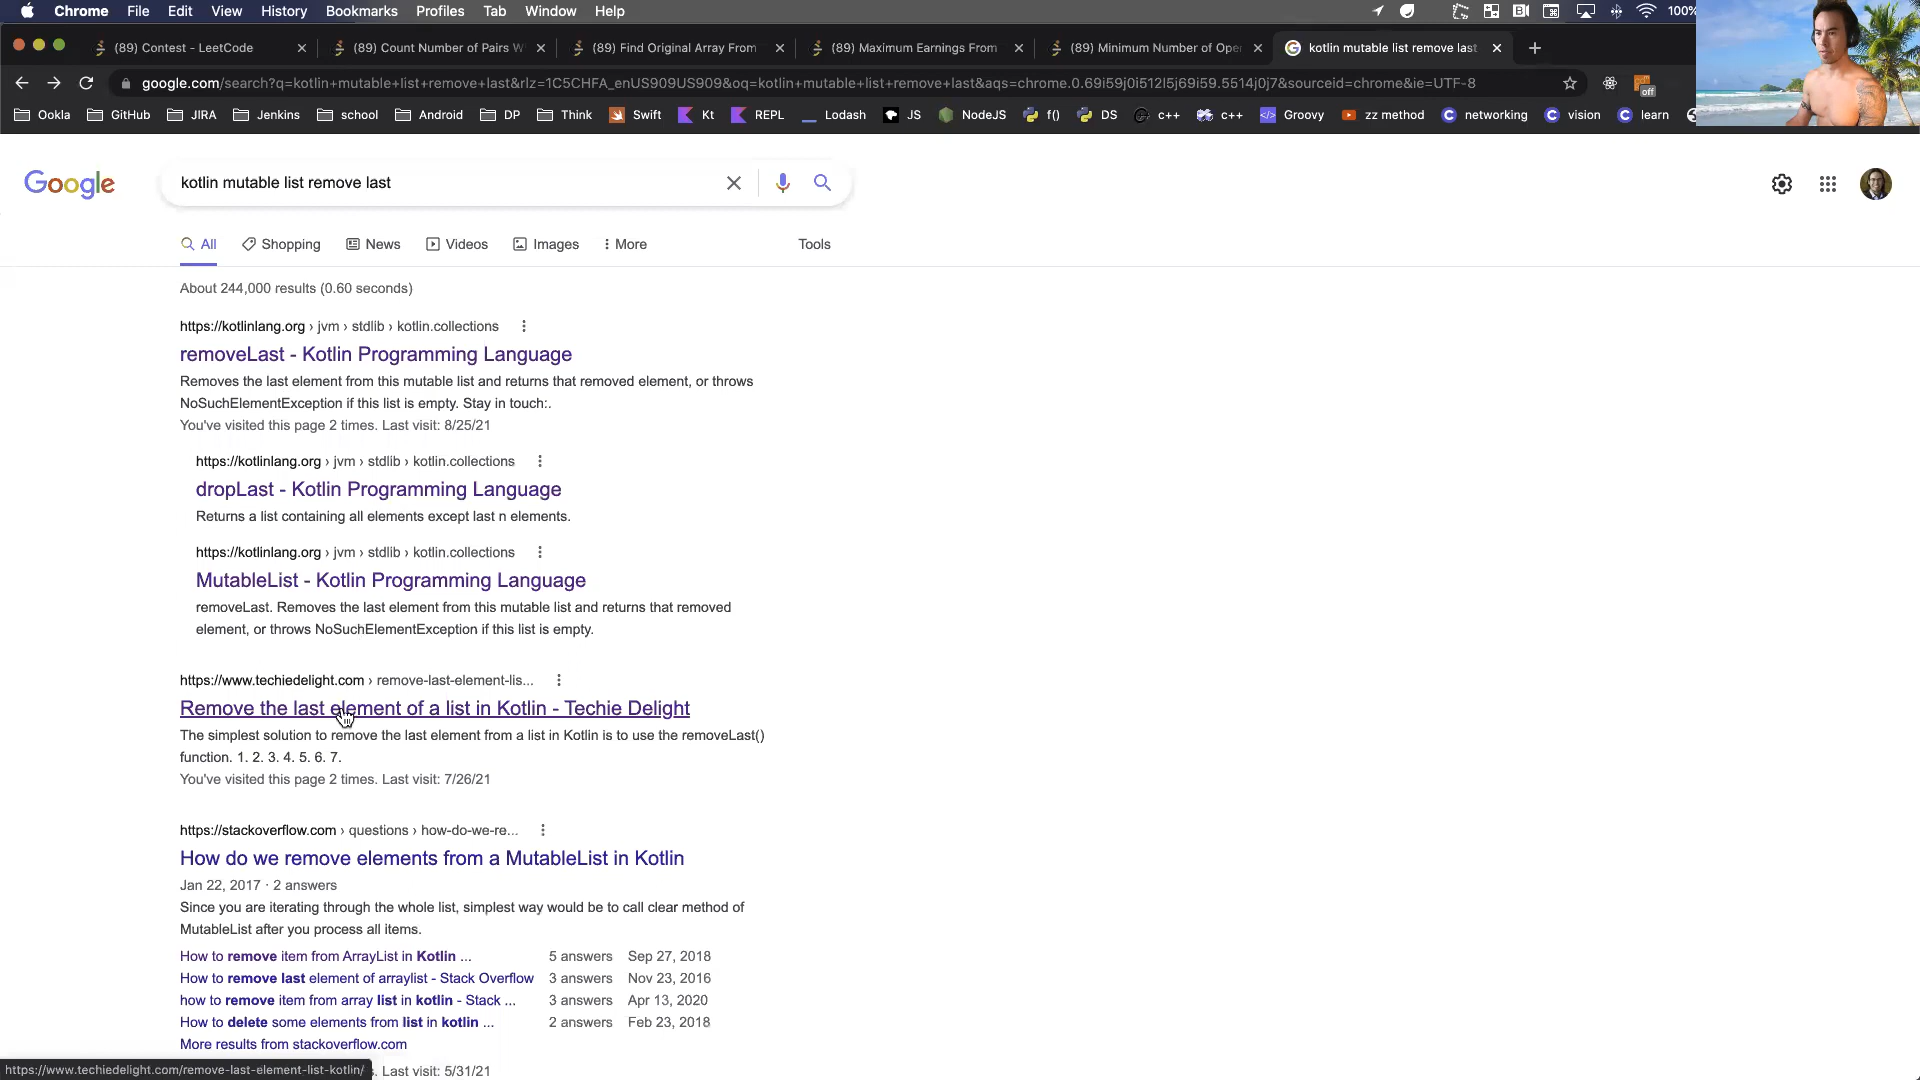 Chrome File Edit View History Bookmarks Profiles Tab Window Help 100%
(89) Contest - LeetCode (89) Count Number of Pairs W (89) Find Original Array From (89) Maximum Earnings From (89) Minimum Number of Oper kotlin mutable list remove last
google.com/search?q=kotlin+mutable+list+remove+last&rlz=1C5CHFA_enUS909US909&oq=kotlin+mutable+list+remove+last&aqs=chrome.0.69i59j0i512l5j69i59.5514j0j7&sourceid=chrome&ie=UTF-8
off
Ookla GitHub JIRA Jenkins school Android DP Think Swift Kt REPL Lodash JS NodeJS f() DS c++ c++ Groovy zz method networking vision learn
Google
kotlin mutable list remove last
All Shopping News Videos Images More Tools
About 244,000 results (0.60 seconds)
https://kotlinlang.org › jvm › stdlib › kotlin.collections
removeLast - Kotlin Programming Language
Removes the last element from this mutable list and returns that removed element, or throws
NoSuchElementException if this list is empty. Stay in touch:.
You've visited this page 2 times. Last visit: 8/25/21
https://kotlinlang.org › jvm › stdlib › kotlin.collections
dropLast - Kotlin Programming Language
Returns a list containing all elements except last n elements.
https://kotlinlang.org › jvm › stdlib › kotlin.collections
MutableList - Kotlin Programming Language
removeLast. Removes the last element from this mutable list and returns that removed
element, or throws NoSuchElementException if this list is empty.
https://www.techiedelight.com › remove-last-element-lis...
Remove the last element of a list in Kotlin - Techie Delight
The simplest solution to remove the last element from a list in Kotlin is to use the removeLast()
function. 1. 2. 3. 4. 5. 6. 7.
You've visited this page 2 times. Last visit: 7/26/21
https://stackoverflow.com › questions › how-do-we-re...
How do we remove elements from a MutableList in Kotlin
Jan 22, 2017 · 2 answers
Since you are iterating through the whole list, simplest way would be to call clear method of
MutableList after you process all items.
How to remove item from ArrayList in Kotlin ... 5 answers Sep 27, 2018
How to remove last element of arraylist - Stack Overflow 3 answers Nov 23, 2016
how to remove item from array list in kotlin - Stack ... 3 answers Apr 13, 2020
How to delete some elements from list in kotlin ... 2 answers Feb 23, 2018
More results from stackoverflow.com
https://www.techiedelight.com/remove-last-element-list-kotlin/ s. Last visit: 5/31/21